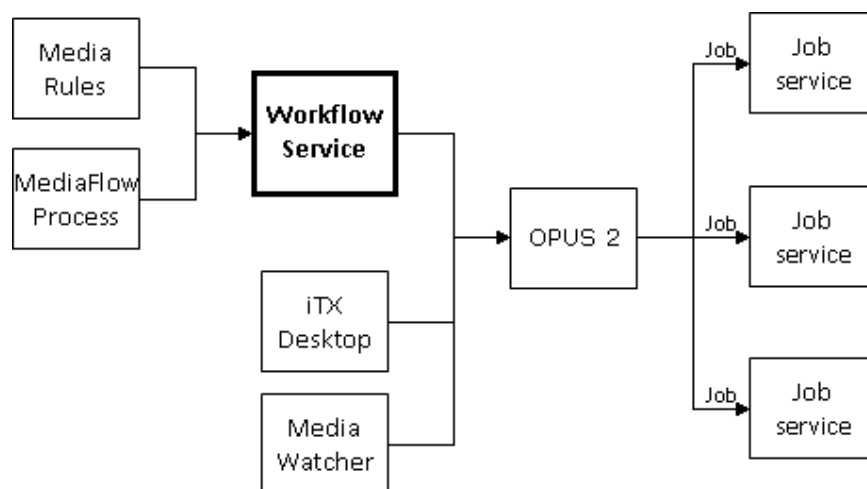 Media
Rules
MediaFlow
Process
Workflow
Service
iTX
Desktop
Media
Watcher
OPUS 2
Job
Job
service
Job
Job
service
Job
Job
service